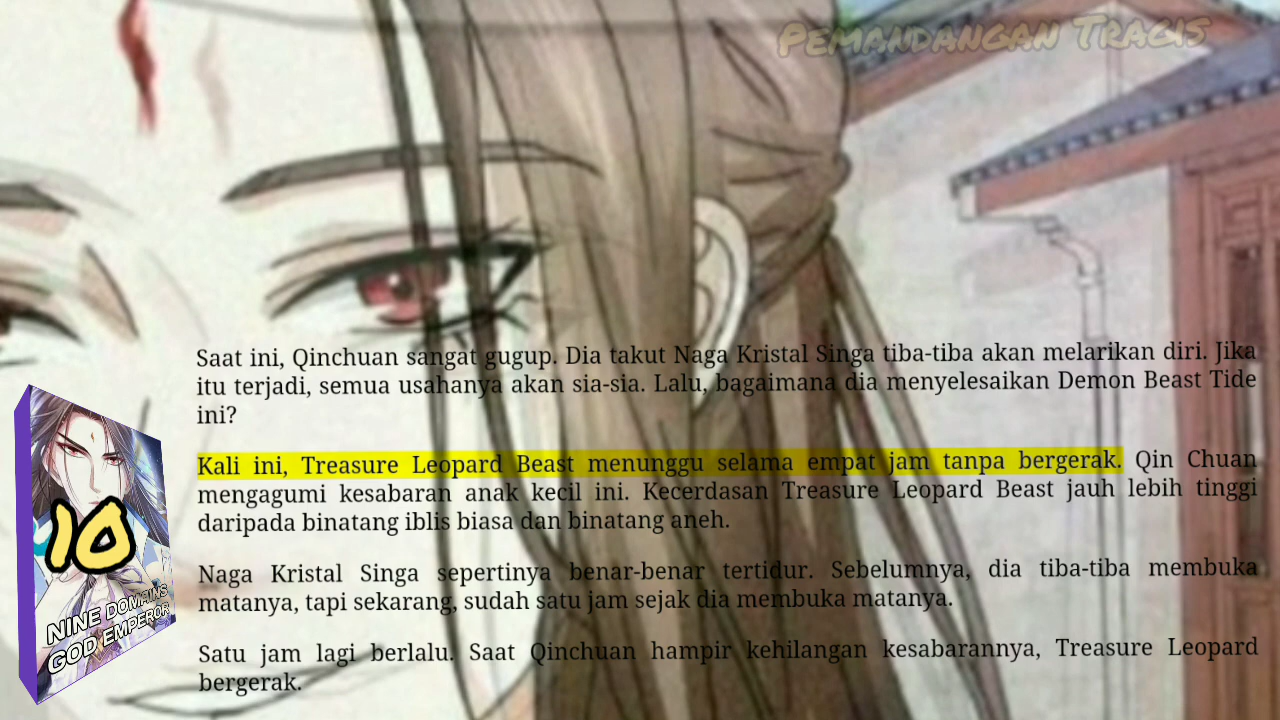 Pemandangan Tragis
Saat ini, Qinchuan sangat gugup. Dia takut Naga Kristal Singa tiba-tiba akan melarikan diri. Jika
itu terjadi, semua usahanya akan sia-sia. Lalu, bagaimana dia menyelesaikan Demon Beast Tide
ini?
Kali ini, Treasure Leopard Beast menunggu selama empat jam tanpa bergerak. Qin Chuan
mengagumi kesabaran anak kecil ini. Kecerdasan Treasure Leopard Beast jauh lebih tinggi
daripada binatang iblis biasa dan binatang aneh.
Naga Kristal Singa sepertinya benar-benar tertidur. Sebelumnya, dia tiba-tiba membuka
matanya, tapi sekarang, sudah satu jam sejak dia membuka matanya.
Satu jam lagi berlalu. Saat Qinchuan hampir kehilangan kesabarannya, Treasure Leopard
bergerak.
10
NINE DOMAINS
GOD EMPEROR